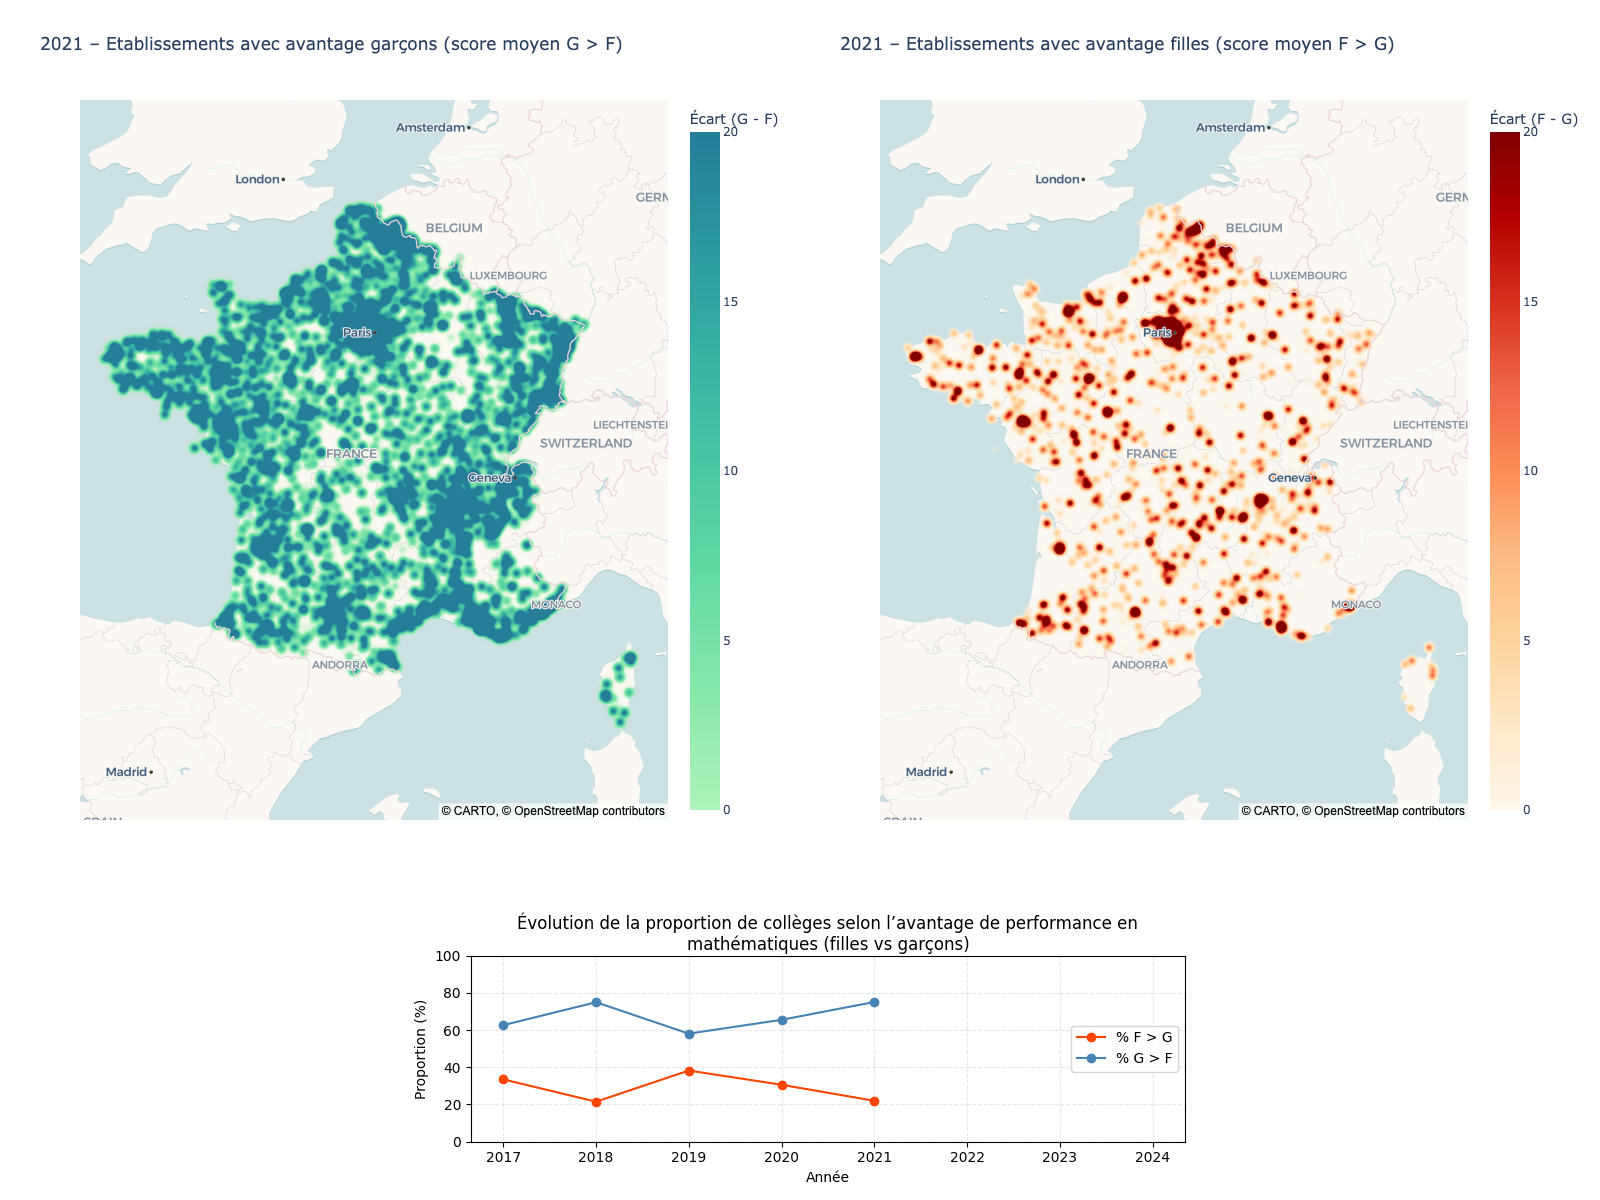 2021 – Etablissements avec avantage garçons (score moyen G > F)
2021 – Etablissements avec avantage filles (score moyen F > G)
Amsterdam
London
GERM
BELGIUM
LUXEMBOURG
Paris
LIECHTENSTEI
SWITZERLAND
FRANCE
Geneva
MONACO
ANDORRA
Madrid
SPAIN
© CARTO, © OpenStreetMap contributors
Écart (G - F)
20
15
10
5
0
Amsterdam
London
GERM
BELGIUM
LUXEMBOURG
Paris
LIECHTENSTEI
SWITZERLAND
FRANCE
Geneva
MONACO
ANDORRA
Madrid
SPAIN
© CARTO, © OpenStreetMap contributors
Écart (F - G)
20
15
10
5
0
Évolution de la proportion de collèges selon l’avantage de performance en
mathématiques (filles vs garçons)
Proportion (%)
100
80
60
40
20
0
% F > G
% G > F
2017 2018 2019 2020 2021 2022 2023 2024
Année